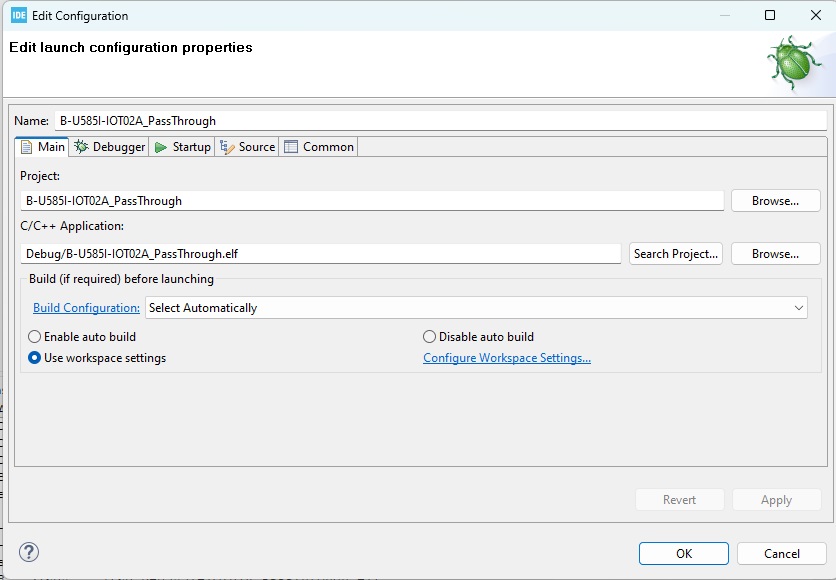 IDE Edit Configuration
Edit launch configuration properties
Name: B-U585I-IOT02A_PassThrough
Main Debugger Startup Source Common
Project:
B-U585I-IOT02A_PassThrough Browse...
C/C++ Application:
Debug/B-U585I-IOT02A_PassThrough.elf Search Project... Browse...
Build (if required) before launching
Build Configuration: Select Automatically
Enable auto build Disable auto build
Use workspace settings Configure Workspace Settings...
Revert Apply
? OK Cancel